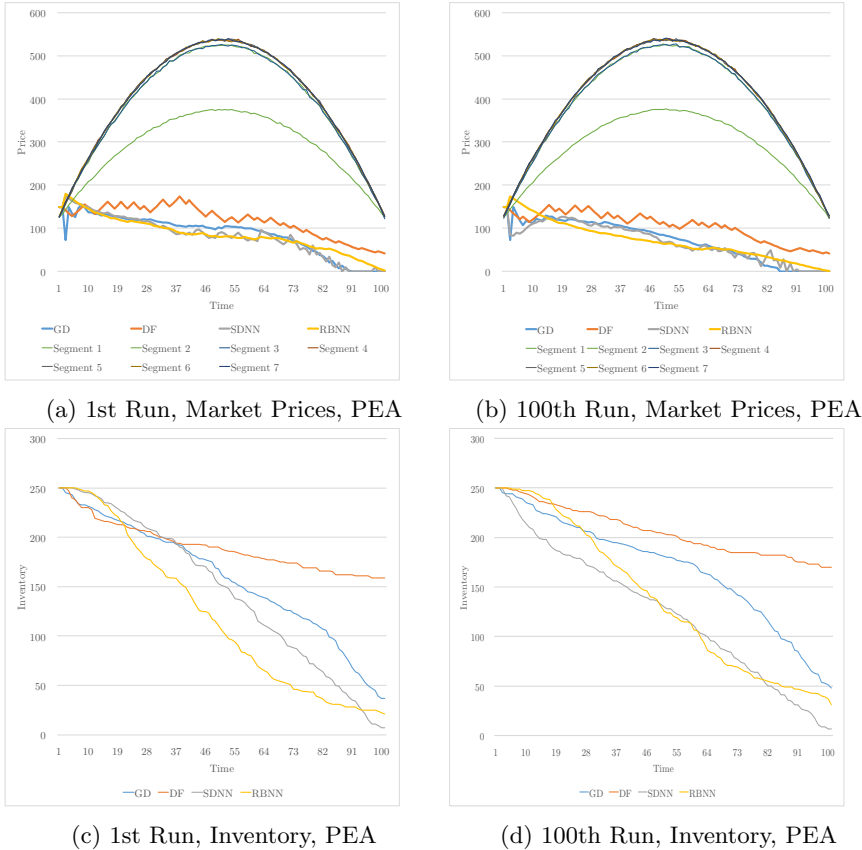 600
500
400
300
200
100
0
Price
1 10 19 28 37 46 55 64 73 82 91 100
Time
GD DF SDNN RBNN
Segment 1 Segment 2 Segment 3 Segment 4
Segment 5 Segment 6 Segment 7
(a) 1st Run, Market Prices, PEA
600
500
400
300
200
100
0
Price
1 10 19 28 37 46 55 64 73 82 91 100
Time
GD DF SDNN RBNN
Segment 1 Segment 2 Segment 3 Segment 4
Segment 5 Segment 6 Segment 7
(b) 100th Run, Market Prices, PEA
300
250
200
150
100
50
0
Inventory
1 10 19 28 37 46 55 64 73 82 91 100
Time
GD DF SDNN RBNN
(c) 1st Run, Inventory, PEA
300
250
200
150
100
50
0
Inventory
1 10 19 28 37 46 55 64 73 82 91 100
Time
GD DF SDNN RBNN
(d) 100th Run, Inventory, PEA